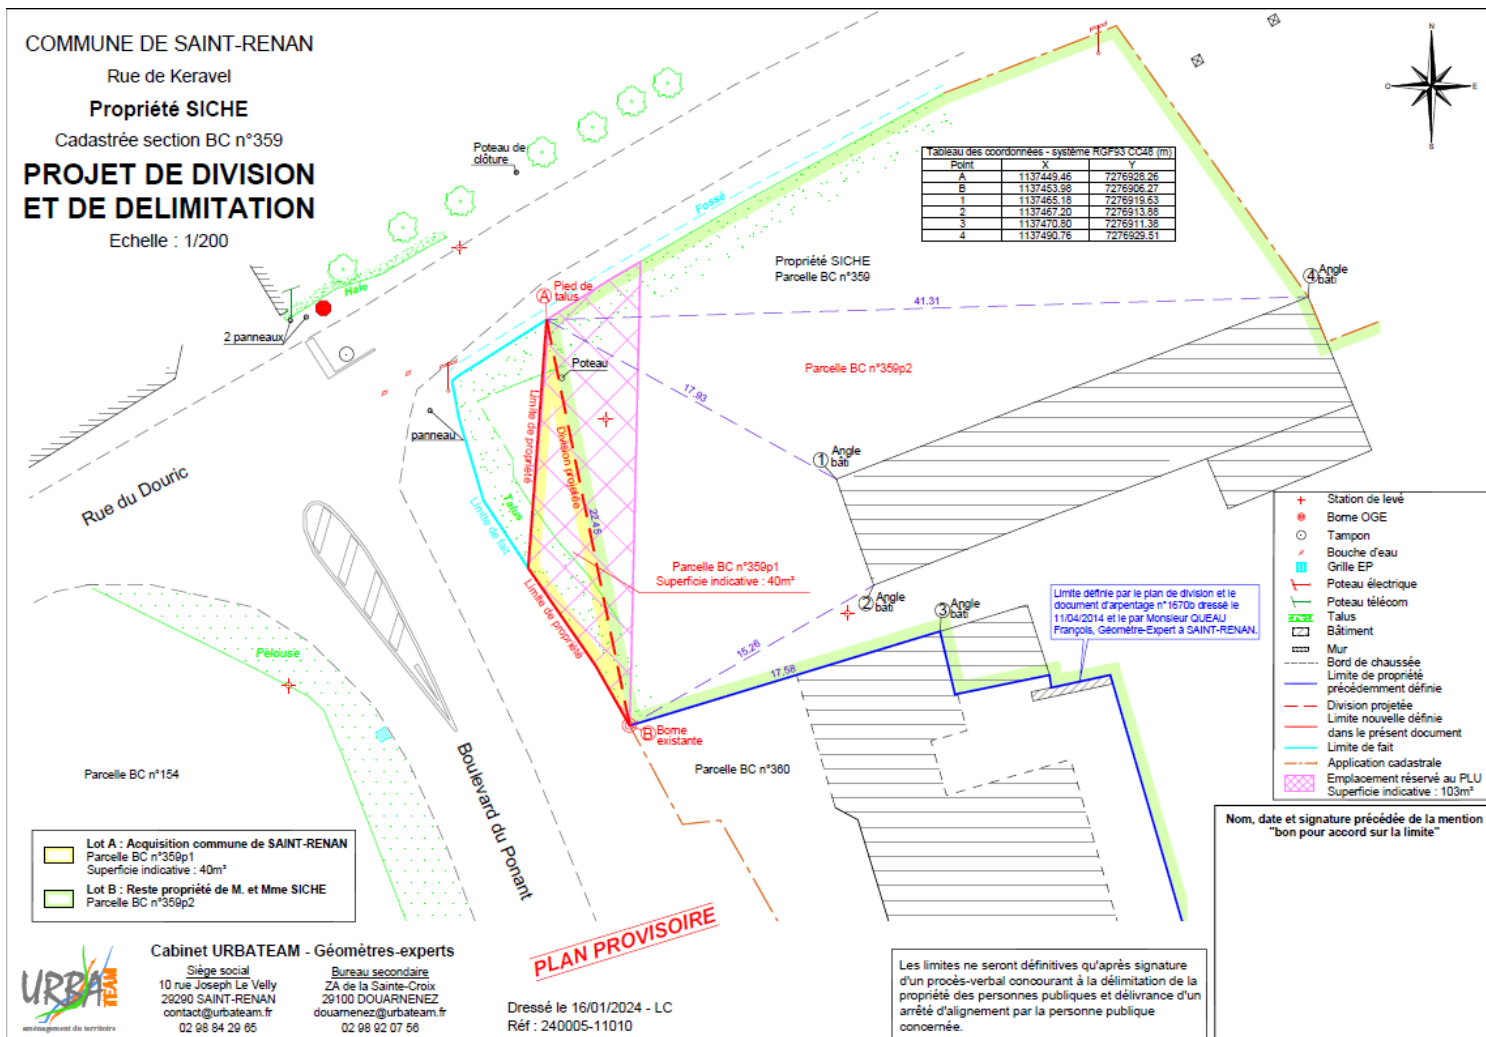 COMMUNE DE SAINT-RENAN
Rue de Keravel
Propriété SICHE
Cadastrée section BC n°359
PROJET DE DIVISION
ET DE DELIMITATION
Echelle : 1/200
Poteau de
clôture
Fossé
N
O
E
S
Tableau des coordonnées - système RGF93 CC48 (m)
Point X Y
A 1137449.46 7276928.26
B 1137453.98 7276906.27
1 1137465.18 7276919.63
2 1137467.20 7276913.88
3 1137470.80 7276911.38
4 1137490.76 7276929.51
Propriété SICHE
Parcelle BC n°359
Haie
2 panneaux
A
Pied de
talus
41.31
4
Angle
bâti
Poteau
Parcelle BC n°359p2
17.93
panneau
Limite de propriété
Division projetée
22.45
1
Angle
bâti
Rue du Douric
Talus
Limite de fait
Parcelle BC n°359p1
Superficie indicative : 40m²
Limite de propriété
2
Angle
bâti
3
Angle
bâti
Limite définie par le plan de division et le
document d'arpentage n°1670b dressé le
11/04/2014 et le par Monsieur QUEAU
François, Géomètre-Expert à SAINT-RENAN.
15.26
17.58
Pelouse
B
Borne
existante
Parcelle BC n°360
Parcelle BC n°154
Boulevard du Ponant
Station de levé
Borne OGE
Tampon
Bouche d'eau
Grille EP
Poteau électrique
Poteau télécom
Talus
Bâtiment
Mur
Bord de chaussée
Limite de propriété
précédemment définie
Division projetée
Limite nouvelle définie
dans le présent document
Limite de fait
Application cadastrale
Emplacement réservé au PLU
Superficie indicative : 103m²
Nom, date et signature précédée de la mention
"bon pour accord sur la limite"
Lot A : Acquisition commune de SAINT-RENAN
Parcelle BC n°359p1
Superficie indicative : 40m²
Lot B : Reste propriété de M. et Mme SICHE
Parcelle BC n°359p2
PLAN PROVISOIRE
URBATEAM
aménagement du territoire
Cabinet URBATEAM - Géomètres-experts
Siège social
10 rue Joseph Le Velly
29290 SAINT-RENAN
contact@urbateam.fr
02 98 84 29 65
Bureau secondaire
ZA de la Sainte-Croix
29100 DOUARNENEZ
douarnenez@urbateam.fr
02 98 92 07 56
Dressé le 16/01/2024 - LC
Réf : 240005-11010
Les limites ne seront définitives qu'après signature
d'un procès-verbal concourant à la délimitation de la
propriété des personnes publiques et délivrance d'un
arrêté d'alignement par la personne publique
concernée.